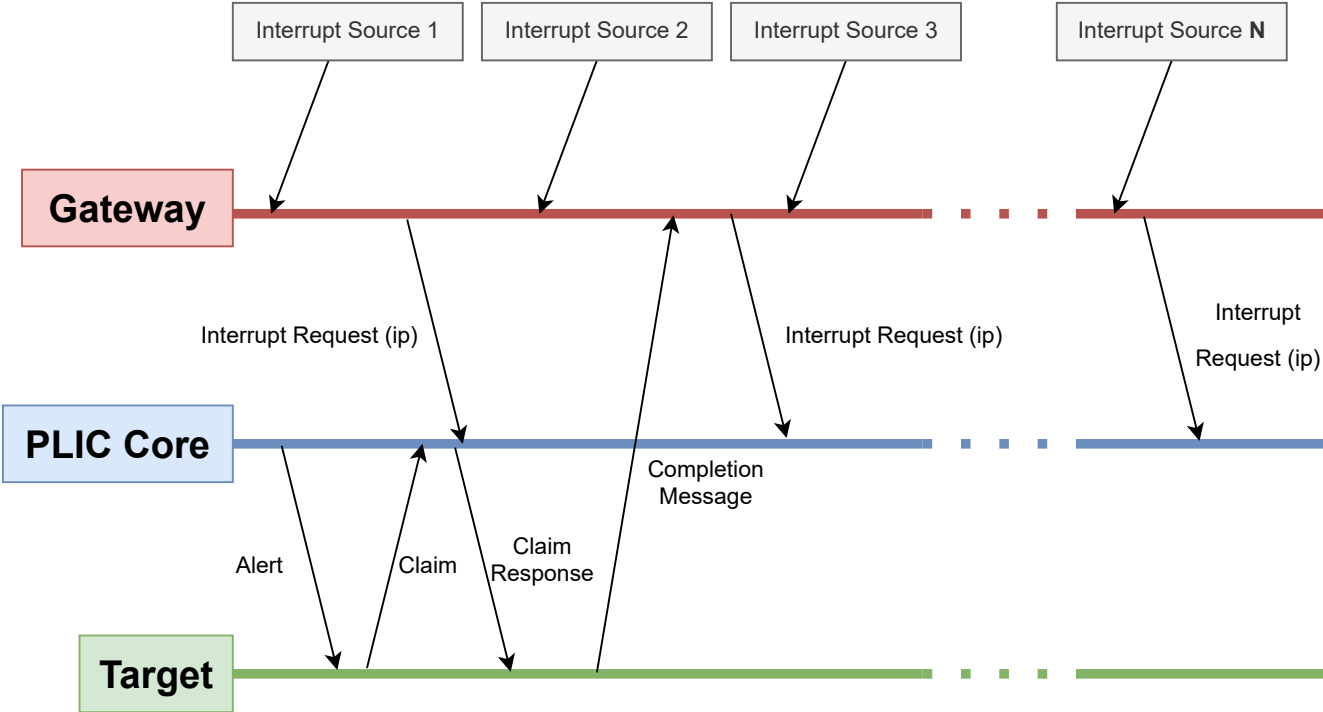 Interrupt Source 1
Interrupt Source 2
Interrupt Source 3
Interrupt Source N
Gateway
Interrupt Request (ip)
Interrupt Request (ip)
Interrupt
Request (ip)
PLIC Core
Completion
Message
Alert
Claim
Claim
Response
Target